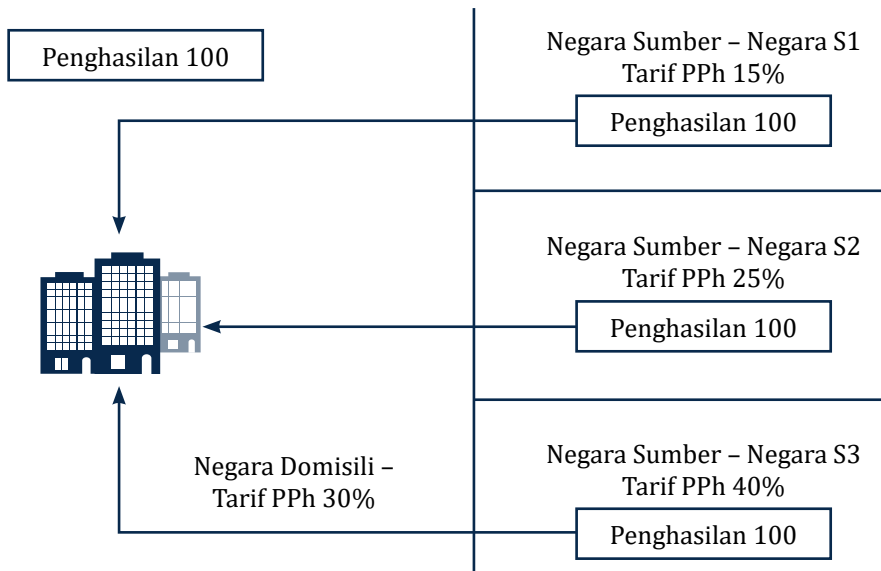 Penghasilan 100
Negara Sumber – Negara S1
Tarif PPh 15%
Penghasilan 100
Negara Sumber – Negara S2
Tarif PPh 25%
Penghasilan 100
Negara Domisili –
Tarif PPh 30%
Negara Sumber – Negara S3
Tarif PPh 40%
Penghasilan 100